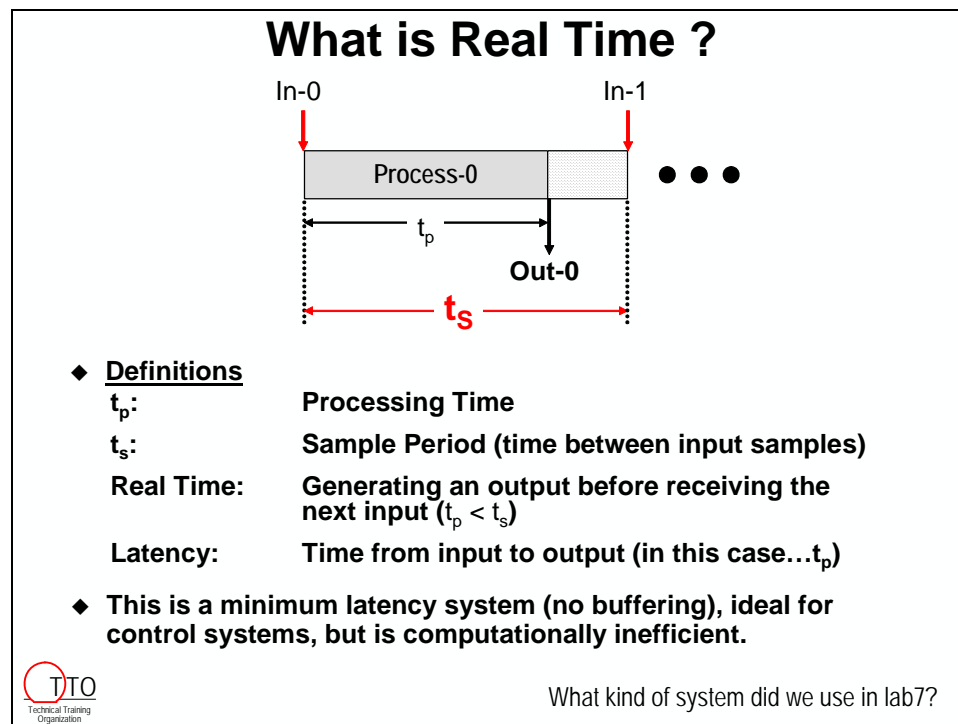 What is Real Time ?
In-0
In-1
Process-0
tp
Out-0
tS
Definitions
tp: Processing Time
ts: Sample Period (time between input samples)
Real Time: Generating an output before receiving the
next input (tp < ts)
Latency: Time from input to output (in this case…tp)
This is a minimum latency system (no buffering), ideal for
control systems, but is computationally inefficient.
TTO
Technical Training
Organization
What kind of system did we use in lab7?